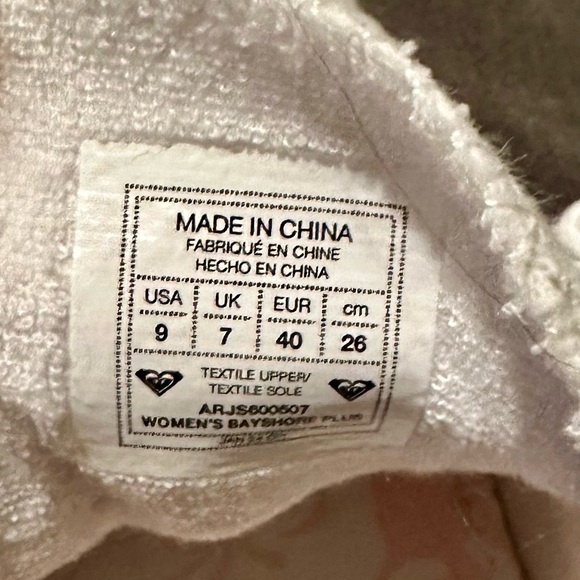 MADE IN CHINA
FABRIQUÉ EN CHINE
HECHO EN CHINA
USA UK EUR cm
9 7 40 26
TEXTILE UPPER/
TEXTILE SOLE
ARJS600507
WOMEN'S BAYSHORE PLUS